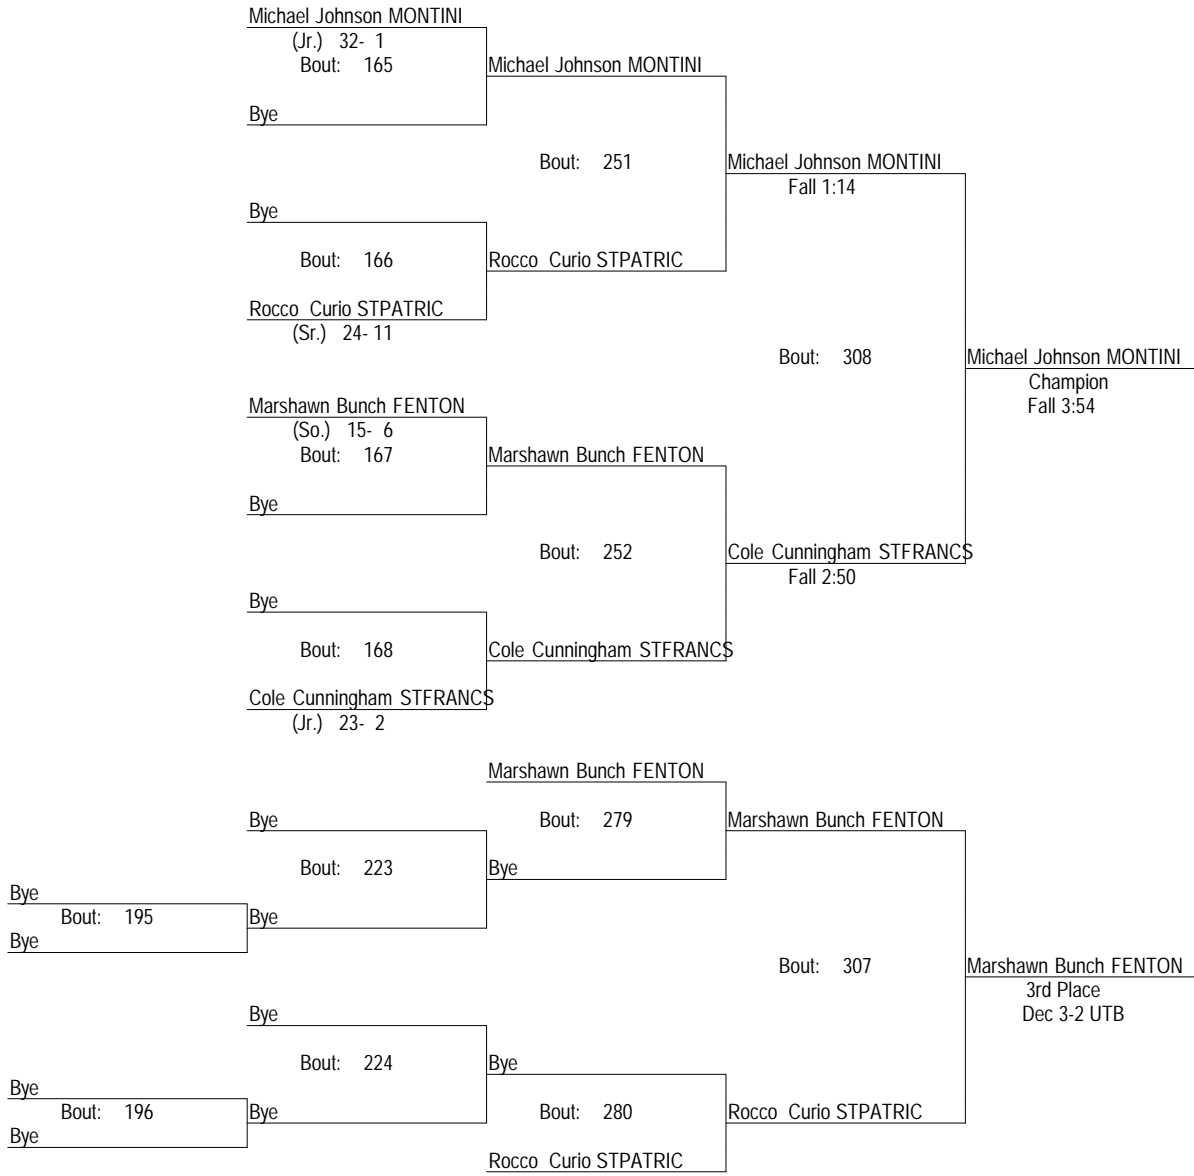 Michael Johnson MONTINI
(Jr.) 32- 1
Bout: 165
Michael Johnson MONTINI
Bye
Bout: 251
Michael Johnson MONTINI
Fall 1:14
Bye
Bout: 166
Rocco Curio STPATRIC
Rocco Curio STPATRIC
(Sr.) 24- 11
Bout: 308
Michael Johnson MONTINI
Champion
Fall 3:54
Marshawn Bunch FENTON
(So.) 15- 6
Bout: 167
Marshawn Bunch FENTON
Bye
Bout: 252
Cole Cunningham STFRANCS
Fall 2:50
Bye
Bout: 168
Cole Cunningham STFRANCS
Cole Cunningham STFRANCS
(Jr.) 23- 2
Marshawn Bunch FENTON
Bye
Bout: 279
Marshawn Bunch FENTON
Bout: 223
Bye
Bye
Bout: 195
Bye
Bye
Bout: 307
Marshawn Bunch FENTON
3rd Place
Dec 3-2 UTB
Bye
Bout: 224
Bye
Bye
Bout: 196
Bye
Bye
Bout: 280
Rocco Curio STPATRIC
Rocco Curio STPATRIC